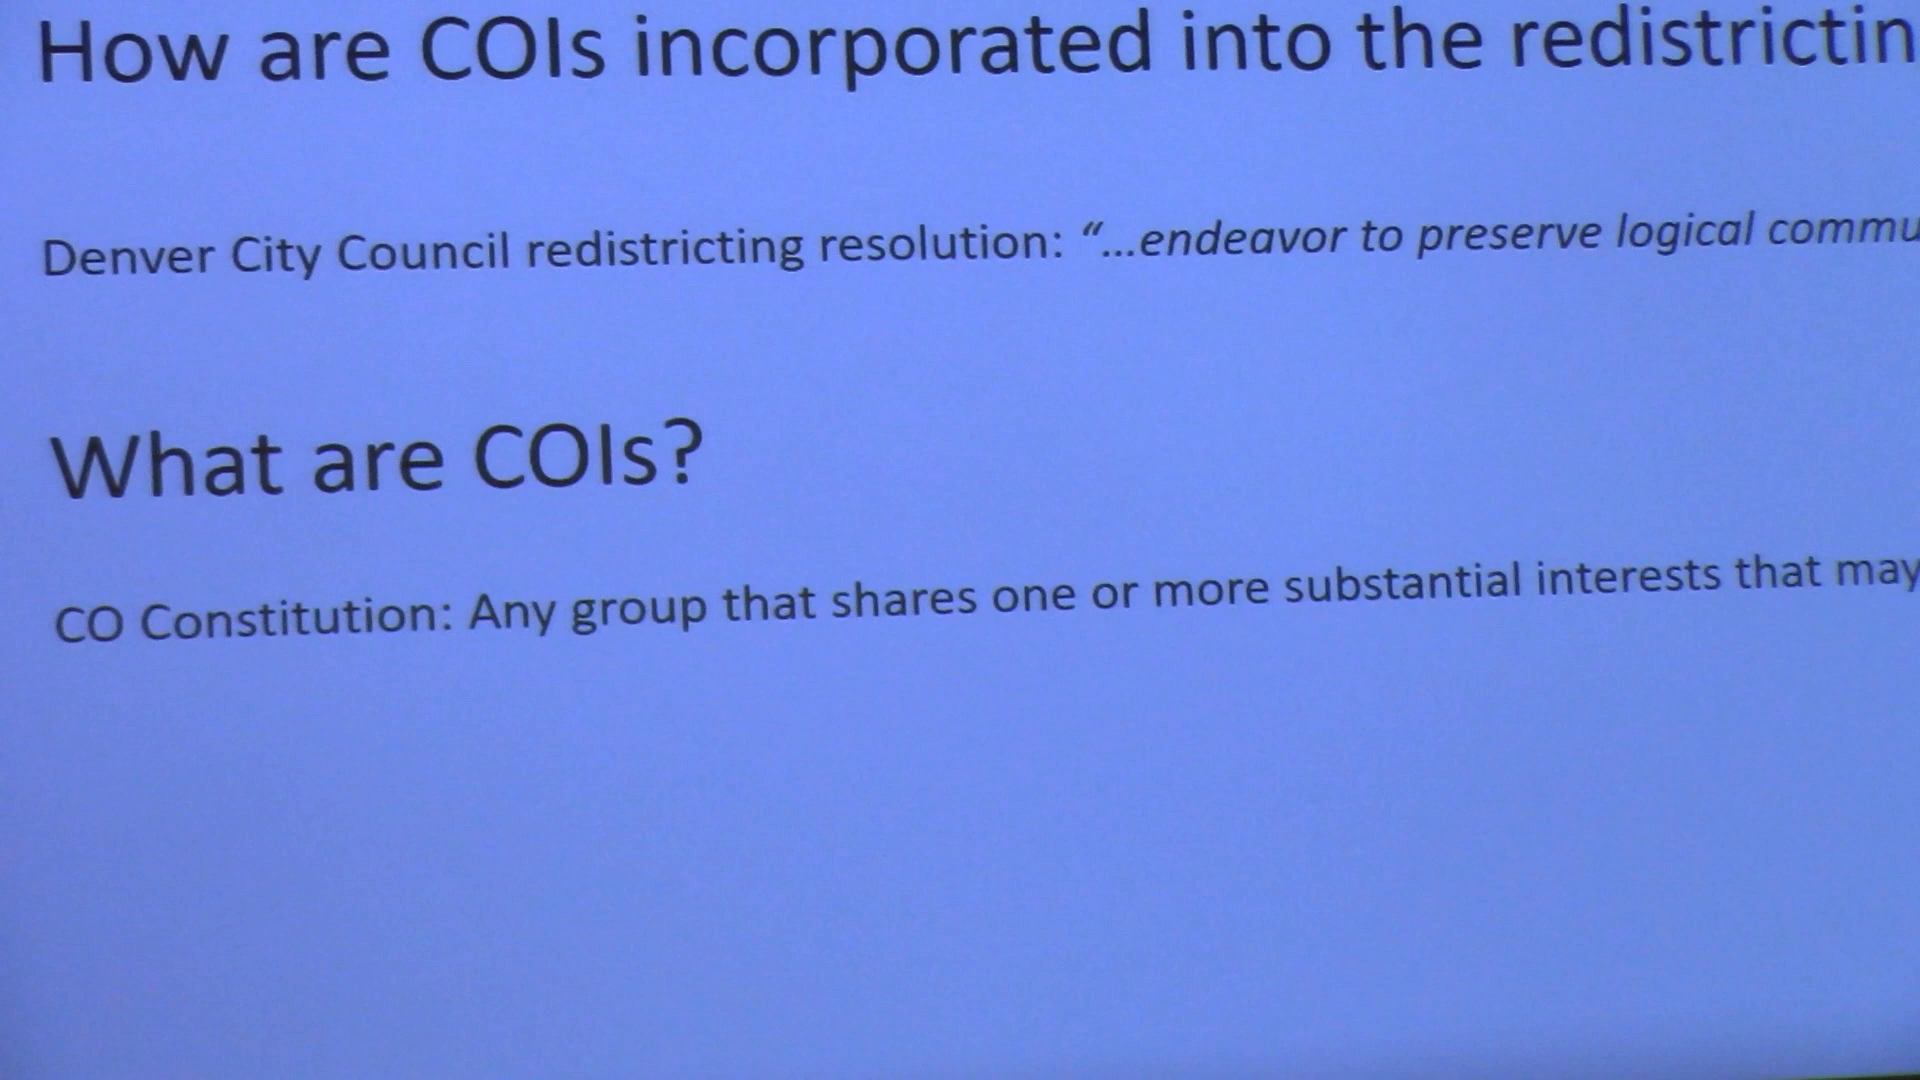 How are COIs incorporated into the redistrictin
Denver City Council redistricting resolution: “...endeavor to preserve logical commu
What are COIs?
CO Constitution: Any group that shares one or more substantial interests that may